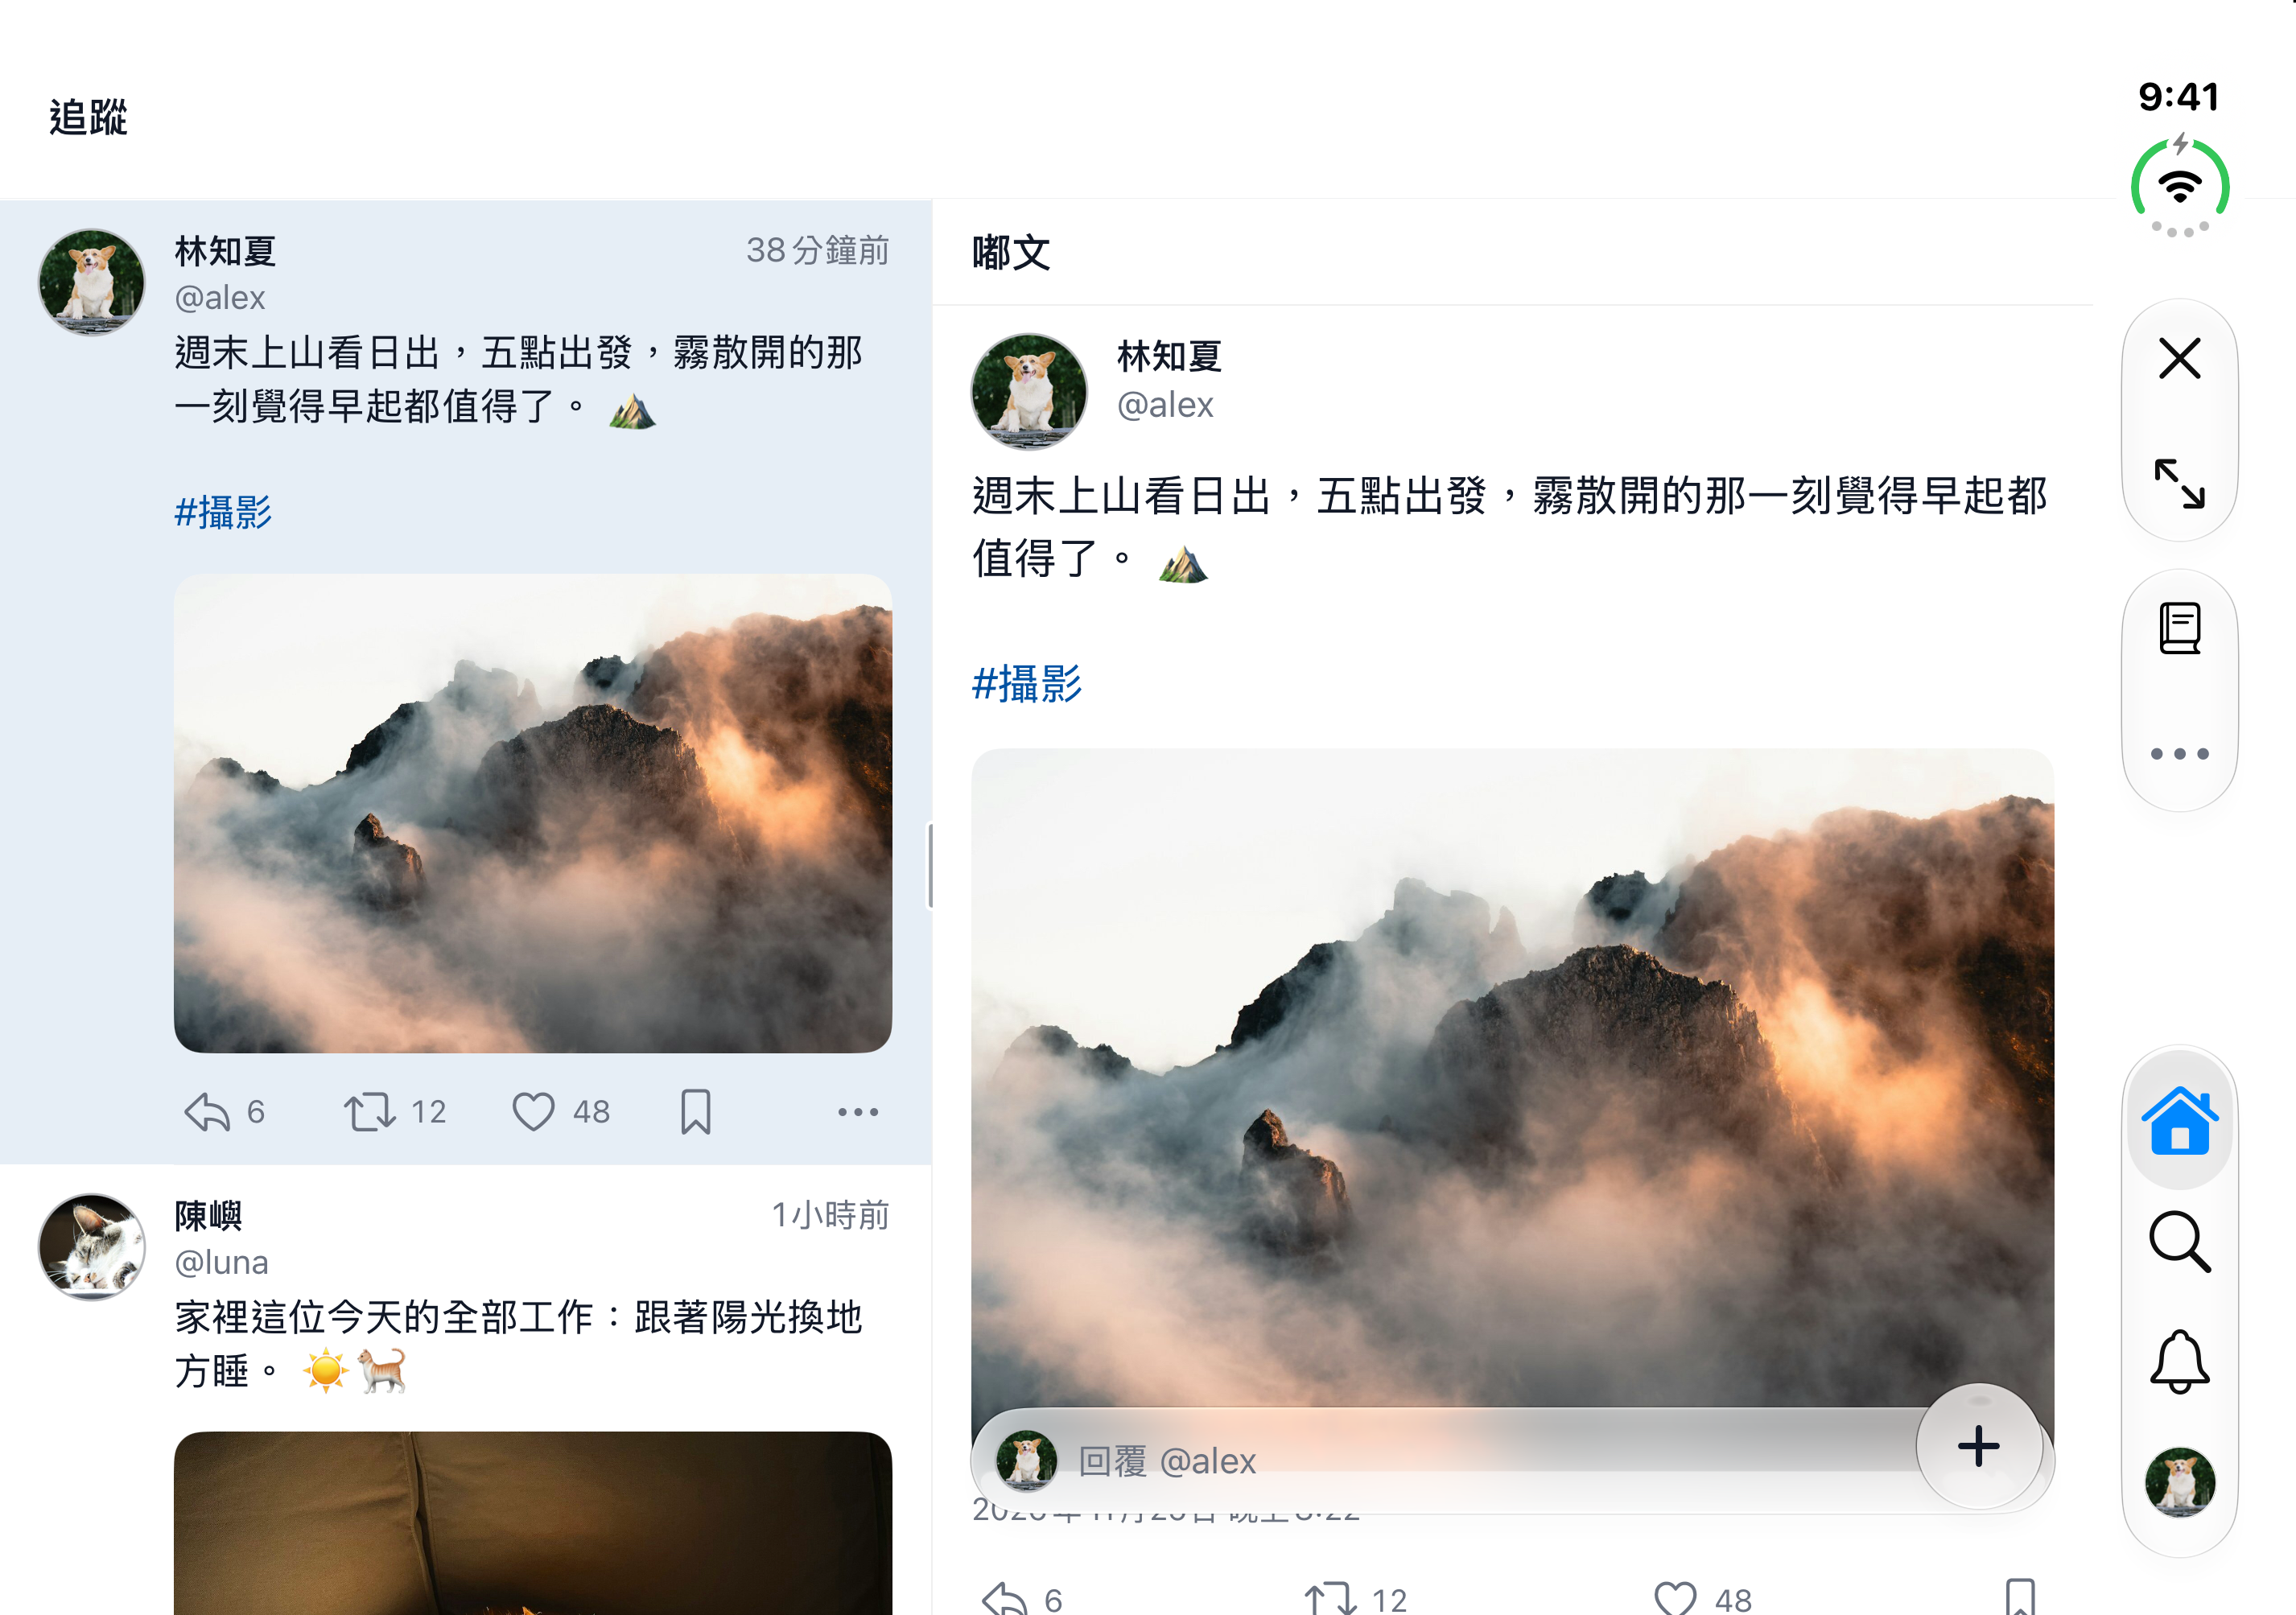 追蹤
9:41
林知夏
38 分鐘前
@alex
週末上山看日出，五點出發，霧散開的那
一刻覺得早起都值得了。
#攝影
6
12
48
陳嶼
1 小時前
@luna
家裡這位今天的全部工作：跟著陽光換地
方睡。
嘟文
林知夏
@alex
週末上山看日出，五點出發，霧散開的那一刻覺得早起都
值得了。
#攝影
回覆 @alex
6
12
48